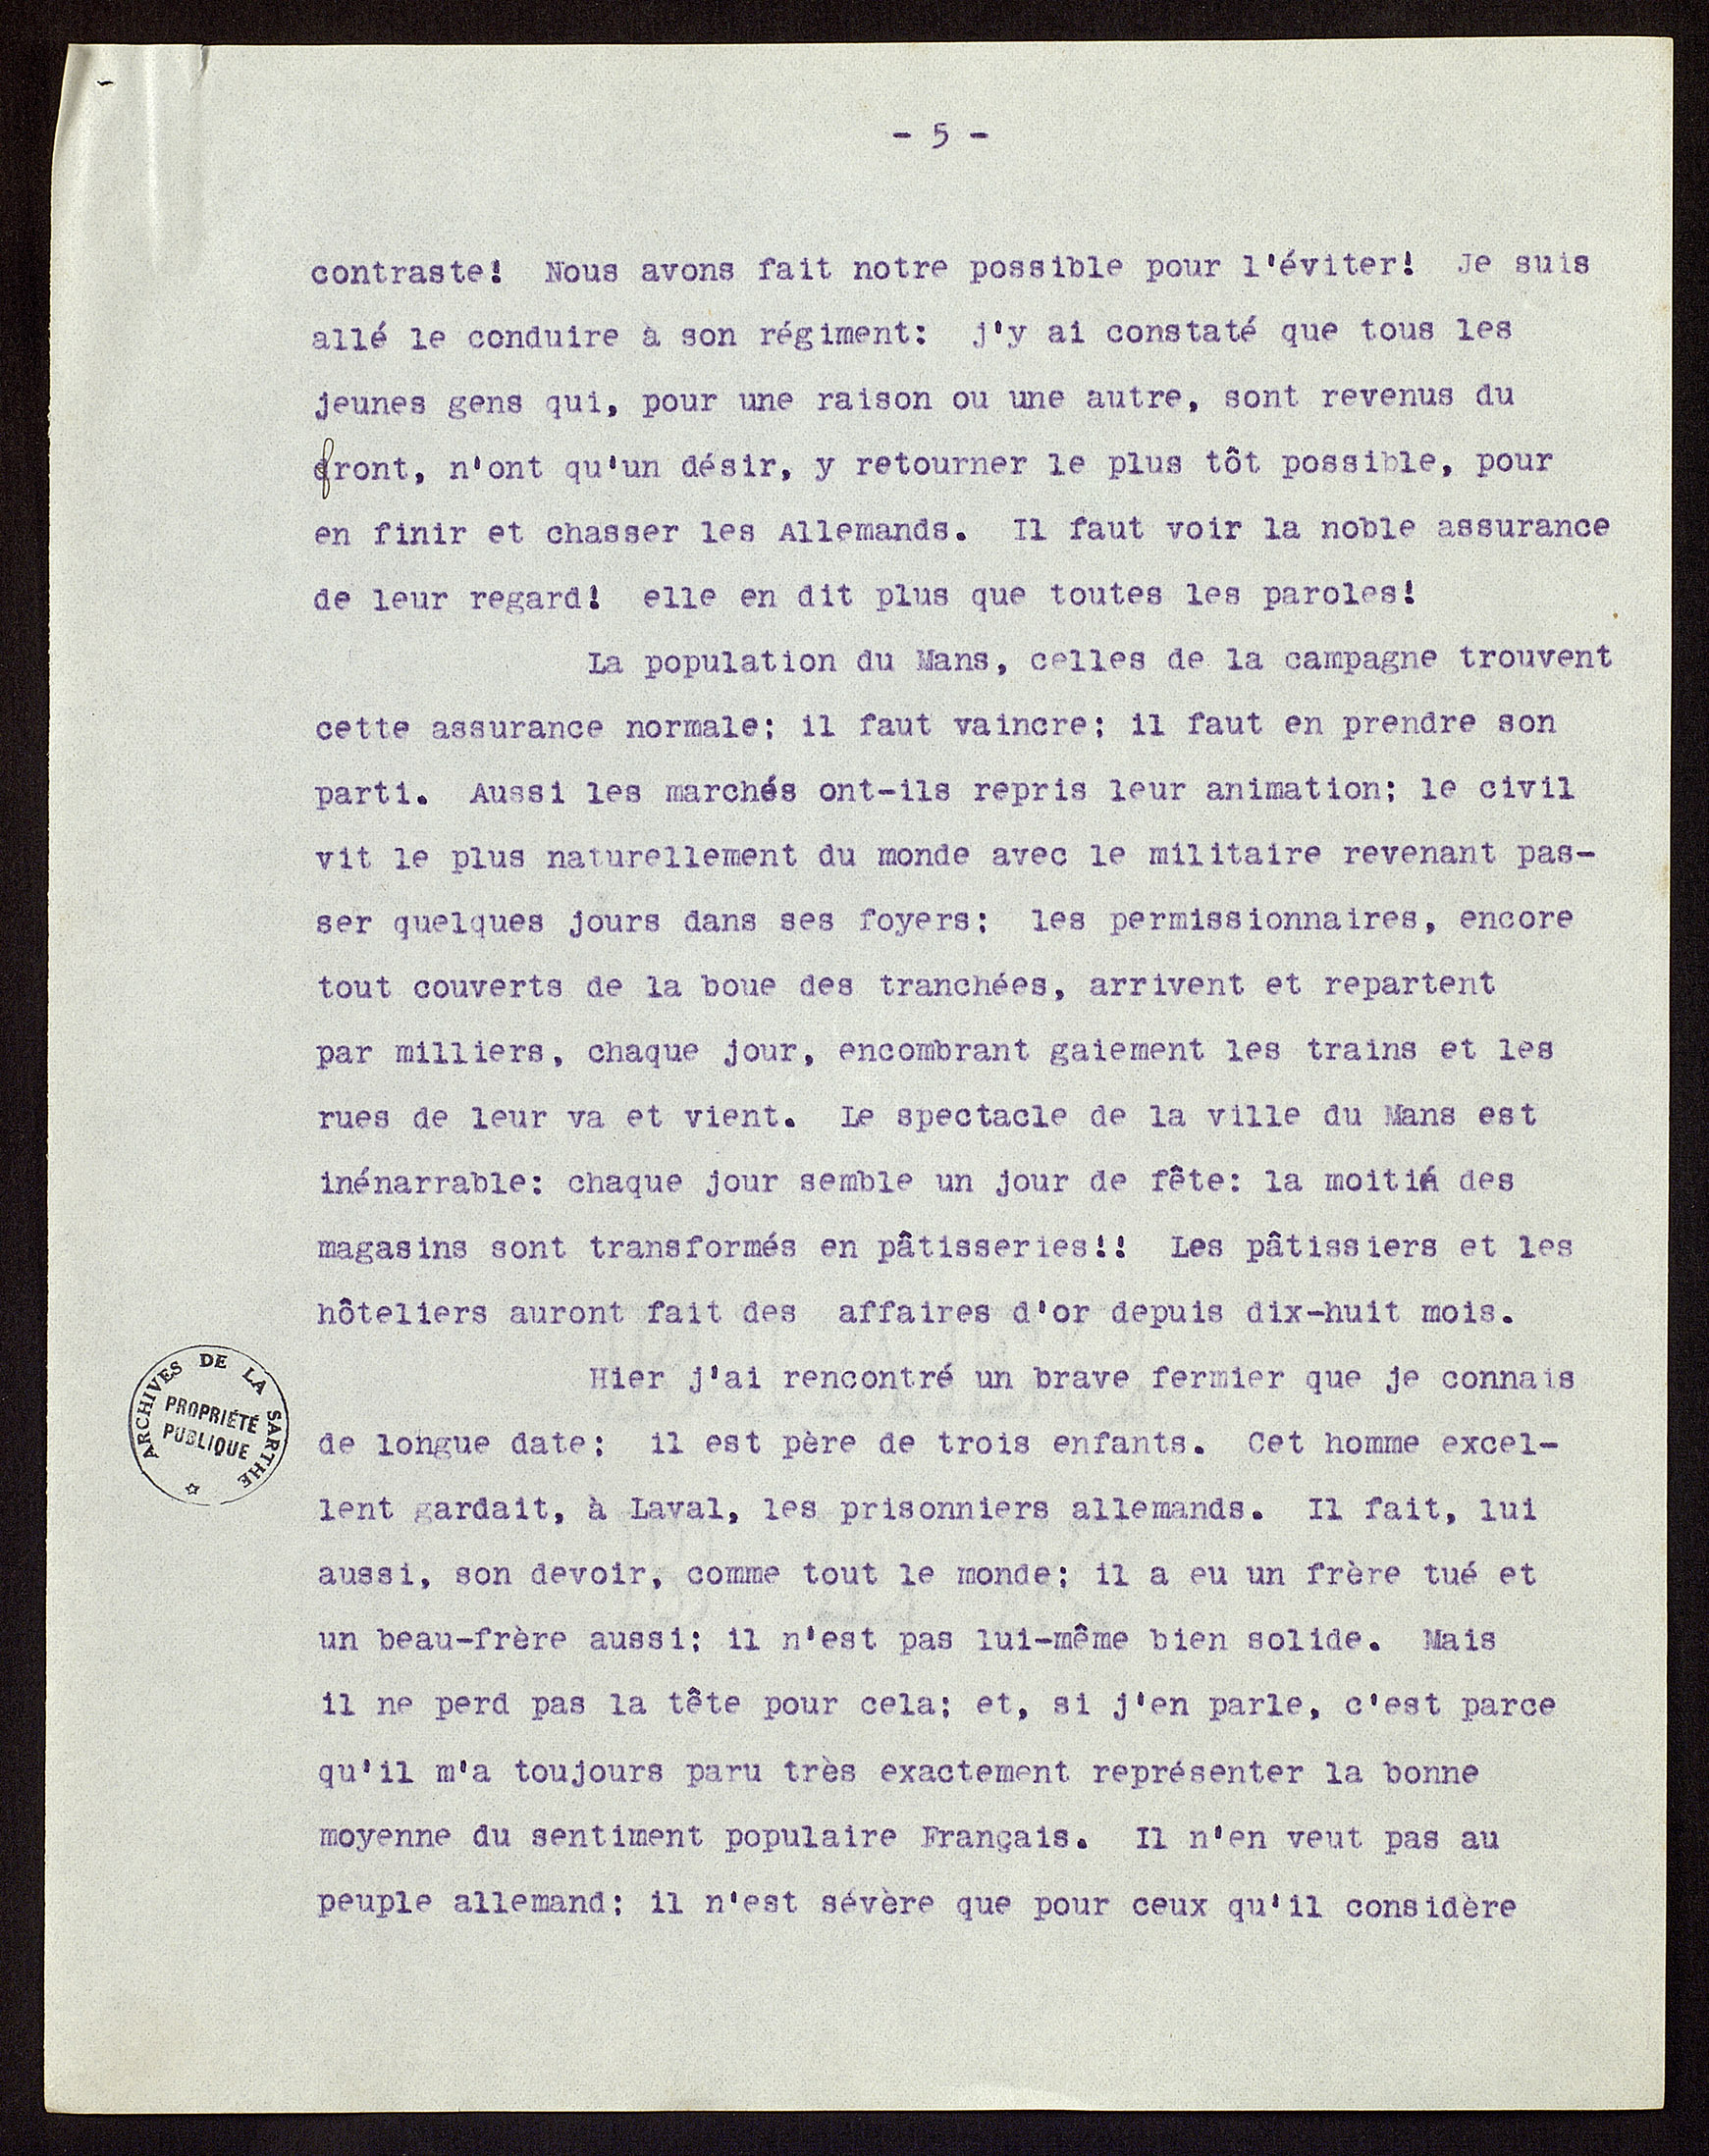 - 5 -
contraste! Nous avons fait notre possible pour l'éviter! Je suis
allé le conduire à son régiment: j'y ai constaté que tous les
jeunes gens qui, pour une raison ou une autre, sont revenus du
front, n'ont qu'un désir, y retourner le plus tôt possible, pour
en finir et chasser les Allemands. Il faut voir la noble assurance
de leur regard! elle en dit plus que toutes les paroles!
La population du Mans, celles de la campagne trouvent
cette assurance normale; il faut vaincre; il faut en prendre son
parti. Aussi les marchés ont-ils repris leur animation; le civil
vit le plus naturellement du monde avec le militaire revenant pas-
ser quelques jours dans ses foyers; les permissionnaires, encore
tout couverts de la boue des tranchées, arrivent et repartent
par milliers, chaque jour, encombrant gaiement les trains et les
rues de leur va et vient. Le spectacle de la ville du Mans est
inénarrable: chaque jour semble un jour de fête: la moitié des
magasins sont transformés en pâtisseries!! Les pâtissiers et les
hôteliers auront fait des affaires d'or depuis dix-huit mois.
Hier j'ai rencontré un brave fermier que je connais
de longue date; il est père de trois enfants. Cet homme excel-
lent gardait, à Laval, les prisonniers allemands. Il fait, lui
aussi, son devoir, comme tout le monde; il a eu un frère tué et
un beau-frère aussi; il n'est pas lui-même bien solide. Mais
il ne perd pas la tête pour cela; et, si j'en parle, c'est parce
qu'il m'a toujours paru très exactement représenter la bonne
moyenne du sentiment populaire Français. Il n'en veut pas au
peuple allemand; il n'est sévère que pour ceux qu'il considère
ARCHIVES DE LA SARTHE
PROPRIÉTÉ
PUBLIQUE